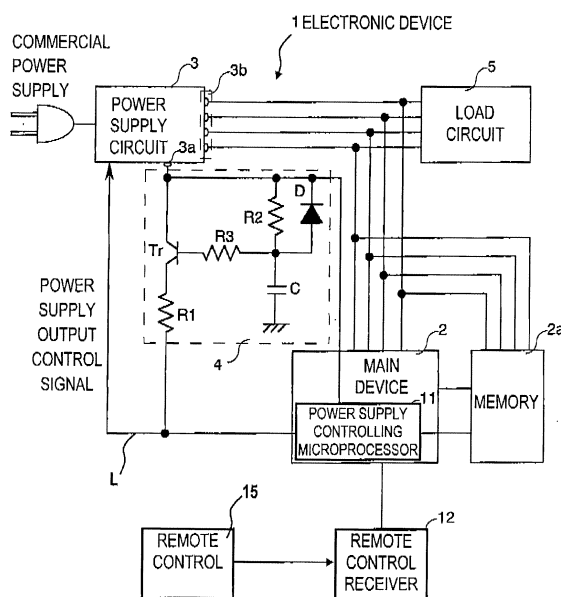 1 ELECTRONIC DEVICE
COMMERCIAL
POWER
SUPPLY
3
3b
5
POWER
SUPPLY
CIRCUIT
LOAD
CIRCUIT
3a
D
R2
Tr
R3
C
R1
POWER
SUPPLY
OUTPUT
CONTROL
SIGNAL
4
2
2a
MAIN
DEVICE
11
MEMORY
POWER SUPPLY
CONTROLLING
MICROPROCESSOR
L
15
12
REMOTE
CONTROL
REMOTE
CONTROL
RECEIVER